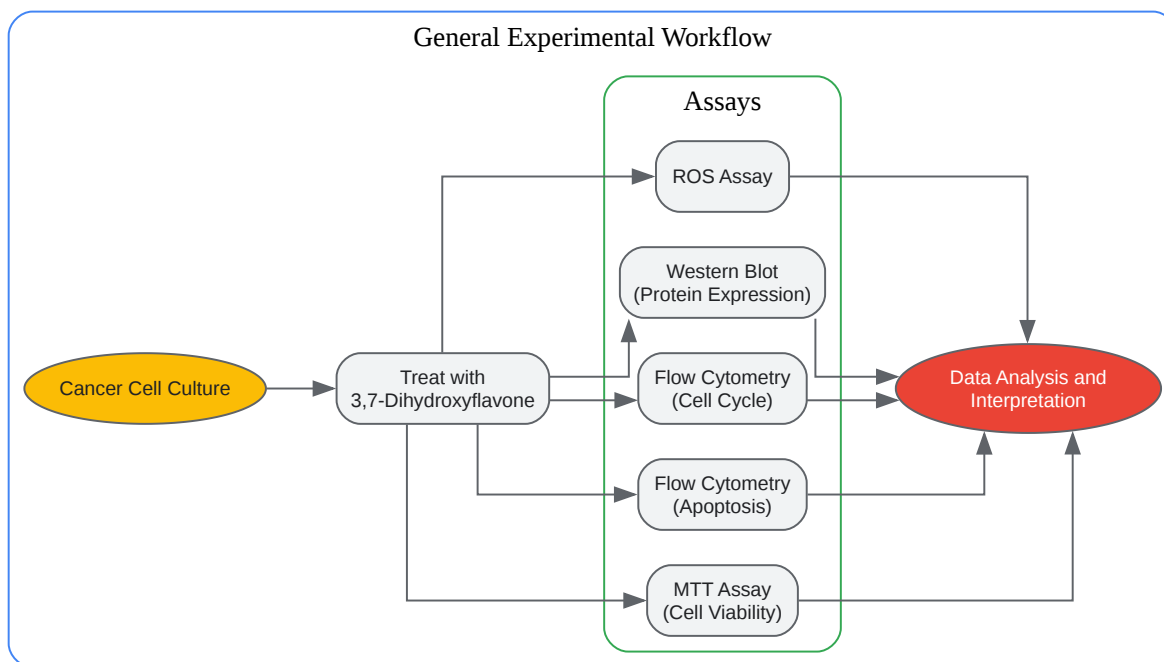 General Experimental Workflow
Assays
ROS Assay
Western Blot
(Protein Expression)
Cancer Cell Culture
Treat with
3,7-Dihydroxyflavone
Flow Cytometry
(Cell Cycle)
Data Analysis and
Interpretation
Flow Cytometry
(Apoptosis)
MTT Assay
(Cell Viability)